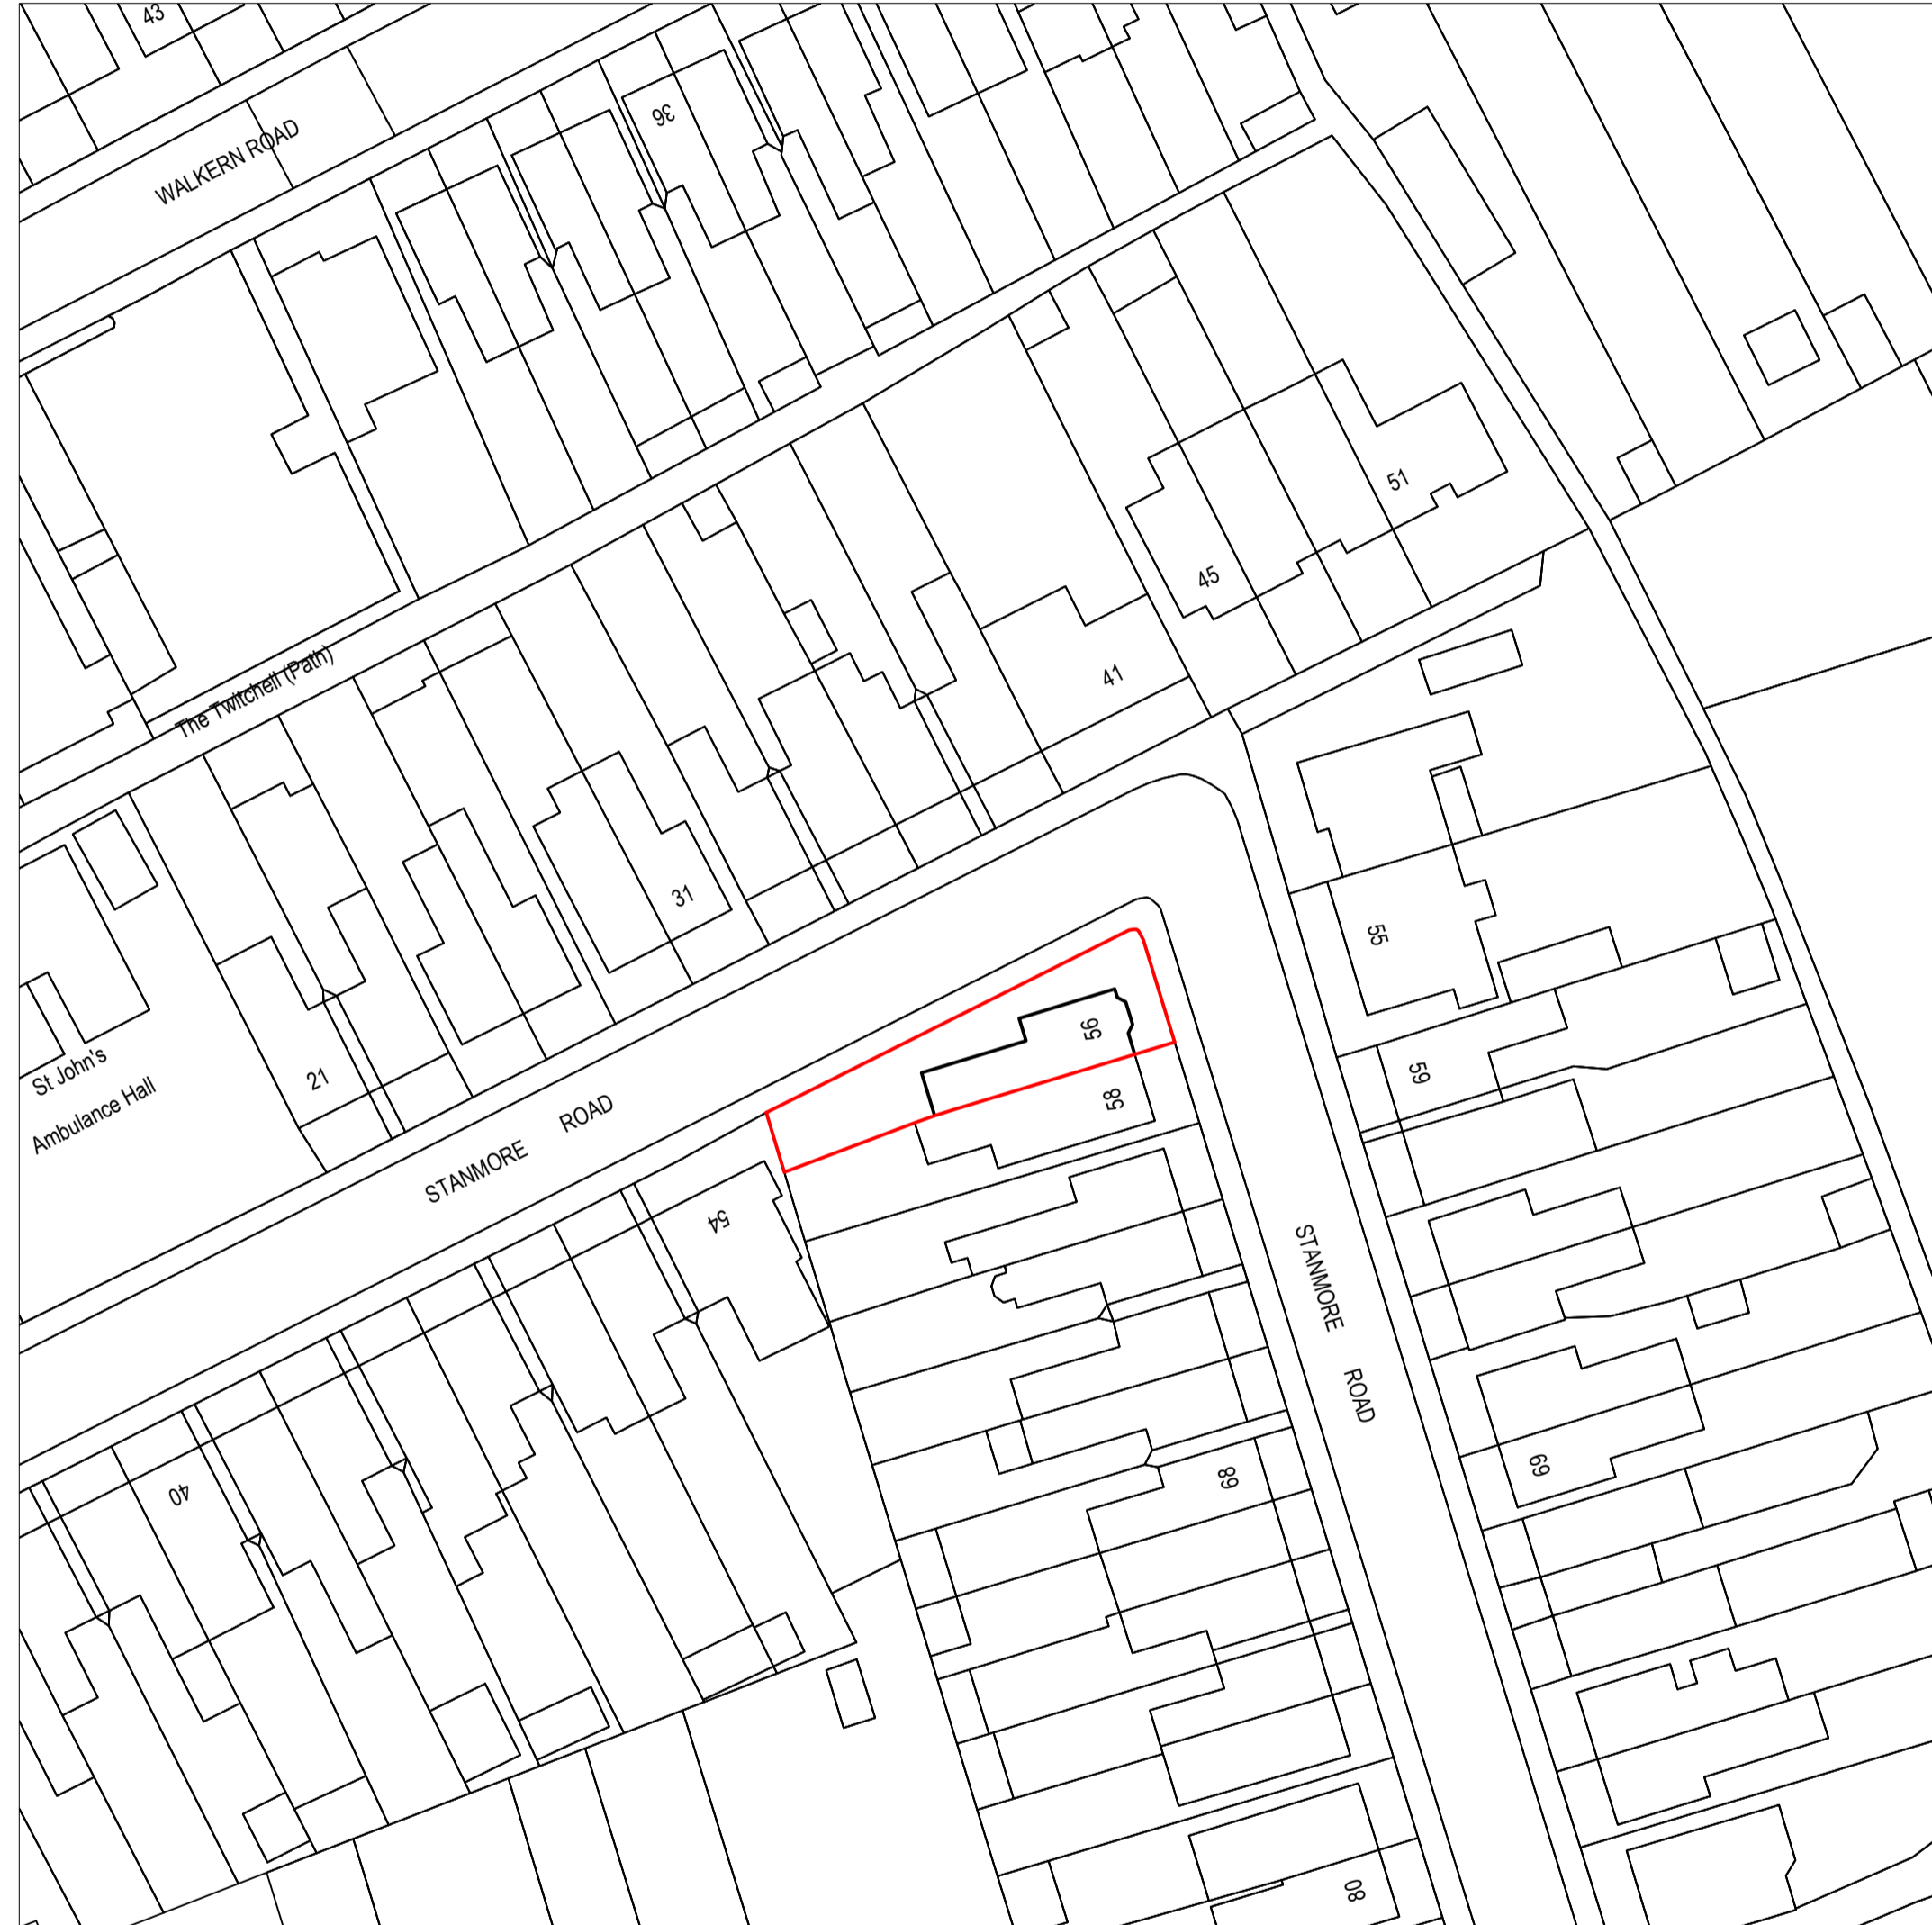 43
WALKERN ROAD
36
51
45
The Twitchell (Path)
41
31
55
56
59
58
St John's
Ambulance Hall
21
STANMORE ROAD
54
STANMORE ROAD
40
68
69
80